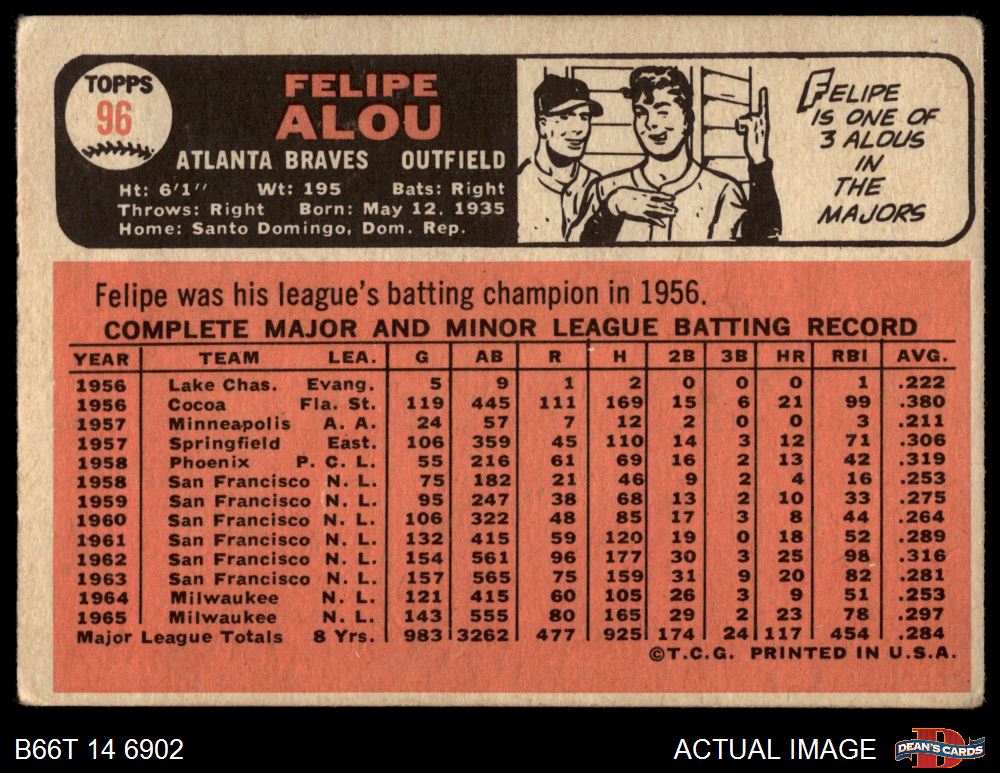 TOPPS
96
FELIPE
ALOU
ATLANTA BRAVES OUTFIELD
Ht: 6'1" Wt: 195 Bats: Right
Throws: Right Born: May 12, 1935
Home: Santo Domingo, Dom. Rep.
FELIPE
IS ONE OF
3 ALOUS
IN
THE
MAJORS
Felipe was his league's batting champion in 1956.
COMPLETE MAJOR AND MINOR LEAGUE BATTING RECORD
YEAR TEAM LEA. G AB R H 2B 3B HR RBI AVG.
1956 Lake Chas. Evang. 5 9 1 2 0 0 0 1 .222
1956 Cocoa Fla. St. 119 445 111 169 15 6 21 99 .380
1957 Minneapolis A. A. 24 57 7 12 2 0 0 3 .211
1957 Springfield East. 106 359 45 110 14 3 12 71 .306
1958 Phoenix P. C. L. 55 216 61 69 16 2 13 42 .319
1958 San Francisco N. L. 75 182 21 46 9 2 4 16 .253
1959 San Francisco N. L. 95 247 38 68 13 2 10 33 .275
1960 San Francisco N. L. 106 322 48 85 17 3 8 44 .264
1961 San Francisco N. L. 132 415 59 120 19 0 18 52 .289
1962 San Francisco N. L. 154 561 96 177 30 3 25 98 .316
1963 San Francisco N. L. 157 565 75 159 31 9 20 82 .281
1964 Milwaukee N. L. 121 415 60 105 26 3 9 51 .253
1965 Milwaukee N. L. 143 555 80 165 29 2 23 78 .297
Major League Totals 8 Yrs. 983 3262 477 925 174 24 117 454 .284
©T.C.G. PRINTED IN U.S.A.
B66T 14 6902 ACTUAL IMAGE DEAN'S CARDS